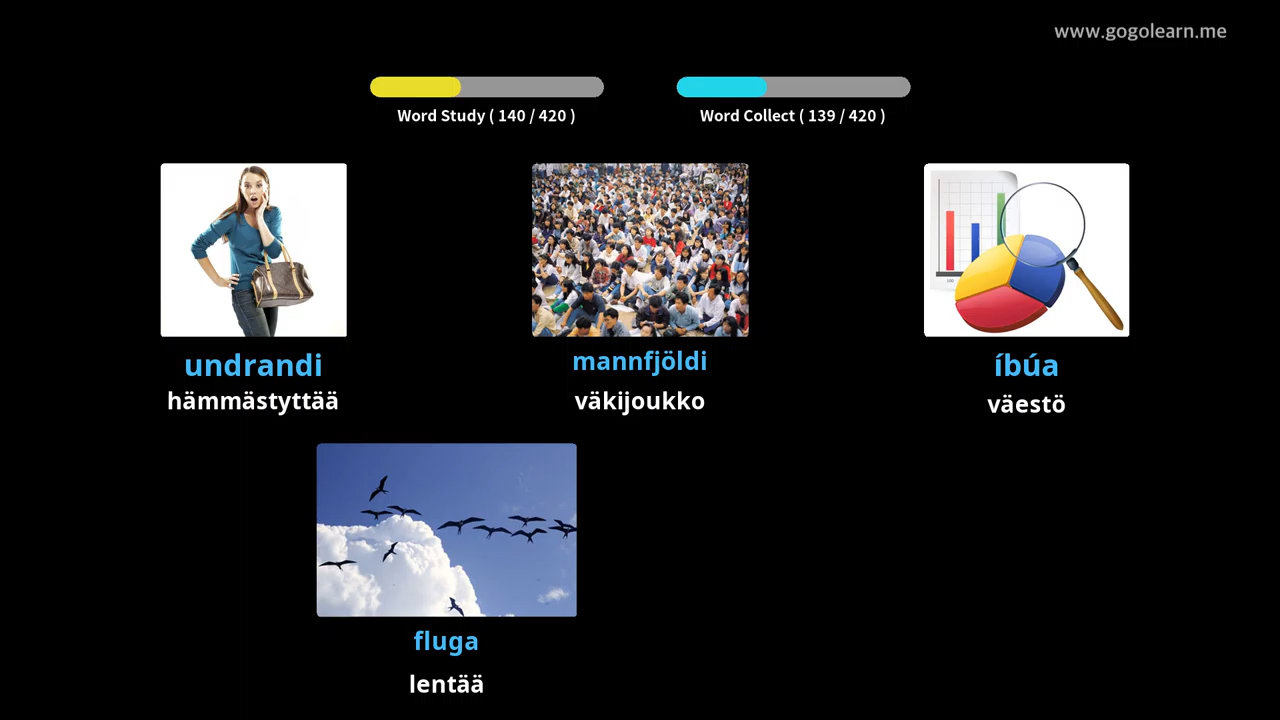 www.gogolearn.me
Word Study ( 140 / 420 )
Word Collect ( 139 / 420 )
undrandi
hämmästyttää
mannfjöldi
väkijoukko
íbúa
väestö
fluga
lentää